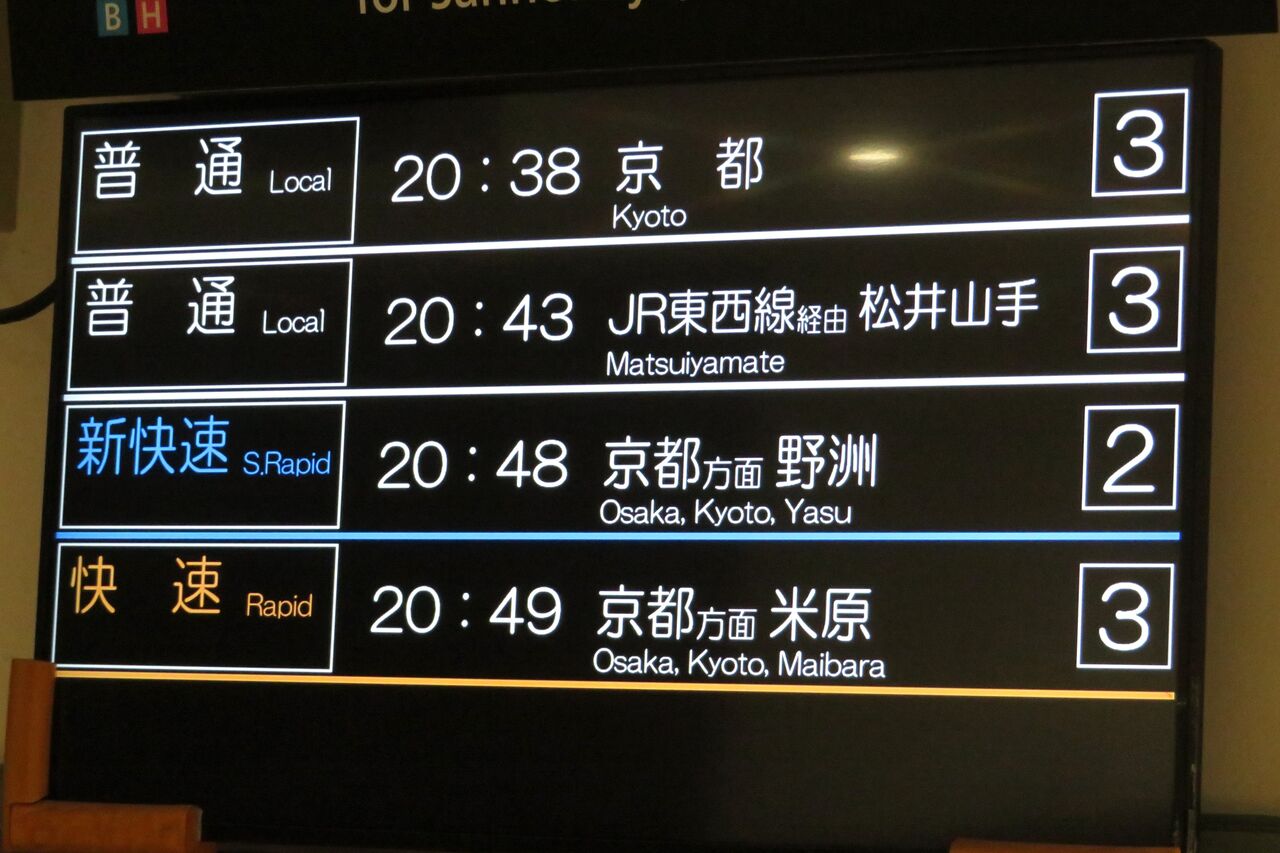 B H
普通 Local 20:38 京都 3
Kyoto
普通 Local 20:43 JR東西線経由 松井山手 3
Matsuiyamate
新快速 S.Rapid 20:48 京都方面 野洲 2
Osaka, Kyoto, Yasu
快速 Rapid 20:49 京都方面 米原 3
Osaka, Kyoto, Maibara